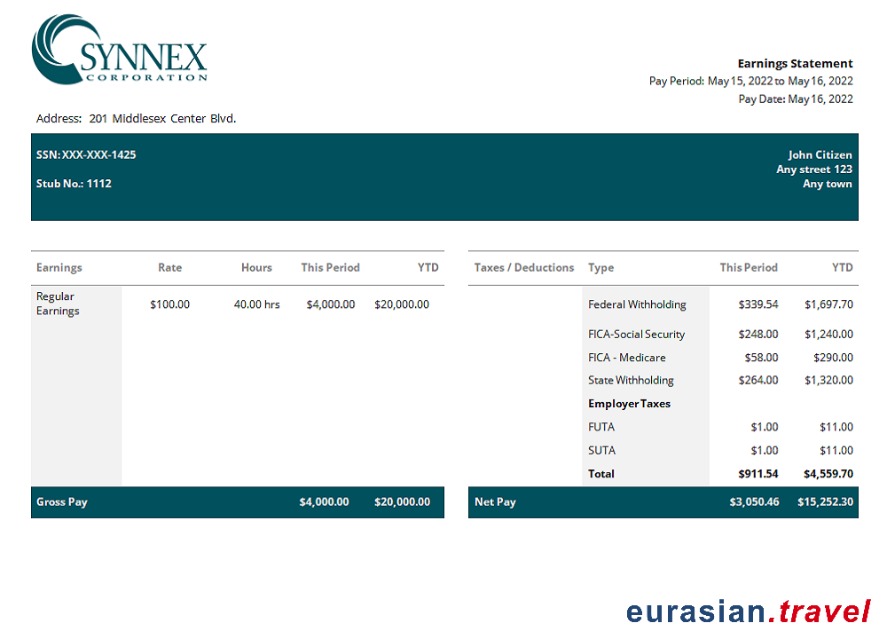 SYNNEX
CORPORATION
Earnings Statement
Pay Period: May 15, 2022 to May 16, 2022
Pay Date: May 16, 2022
Address: 201 Middlesex Center Blvd.
SSN: XXX-XXX-1425
Stub No.: 1112
John Citizen
Any street 123
Any town
Earnings Rate Hours This Period YTD
Regular
Earnings
$100.00 40.00 hrs $4,000.00 $20,000.00
Gross Pay $4,000.00 $20,000.00
Taxes / Deductions Type This Period YTD
Federal Withholding $339.54 $1,697.70
FICA-Social Security $248.00 $1,240.00
FICA - Medicare $58.00 $290.00
State Withholding $264.00 $1,320.00
Employer Taxes
FUTA $1.00 $11.00
SUTA $1.00 $11.00
Total $911.54 $4,559.70
Net Pay $3,050.46 $15,252.30
eurasian.travel